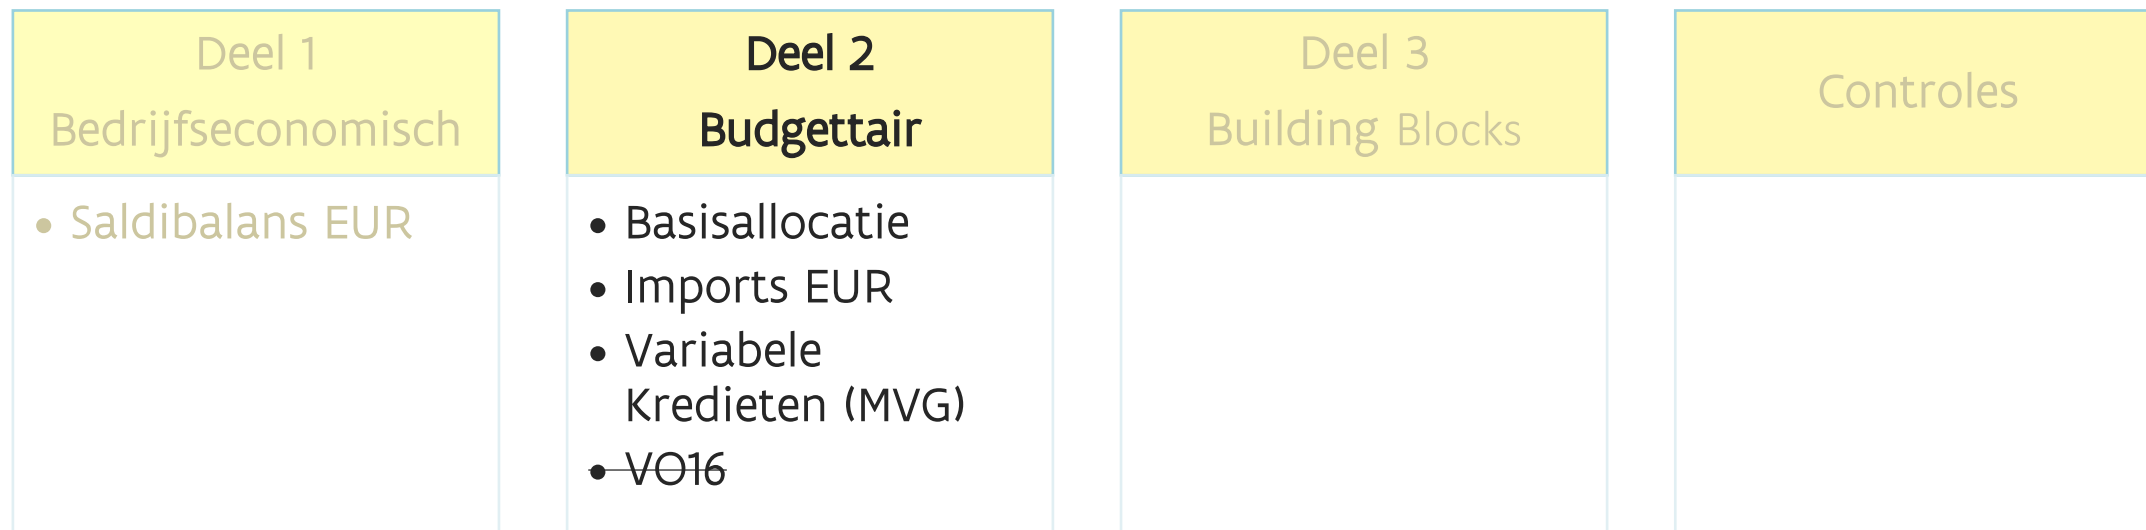 Deel 1
Bedrijfseconomisch
• Saldibalans EUR
Deel 2
Budgettair
• Basisallocatie
• Imports EUR
• Variabele
Kredieten (MVG)
• VO16
Deel 3
Building Blocks
Controles